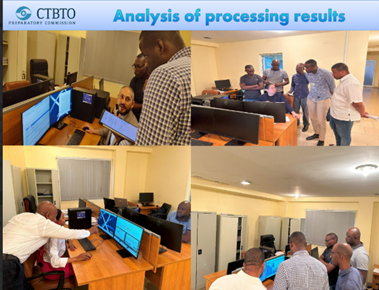 CTBTO
PREPARATORY COMMISSION
Analysis of processing results